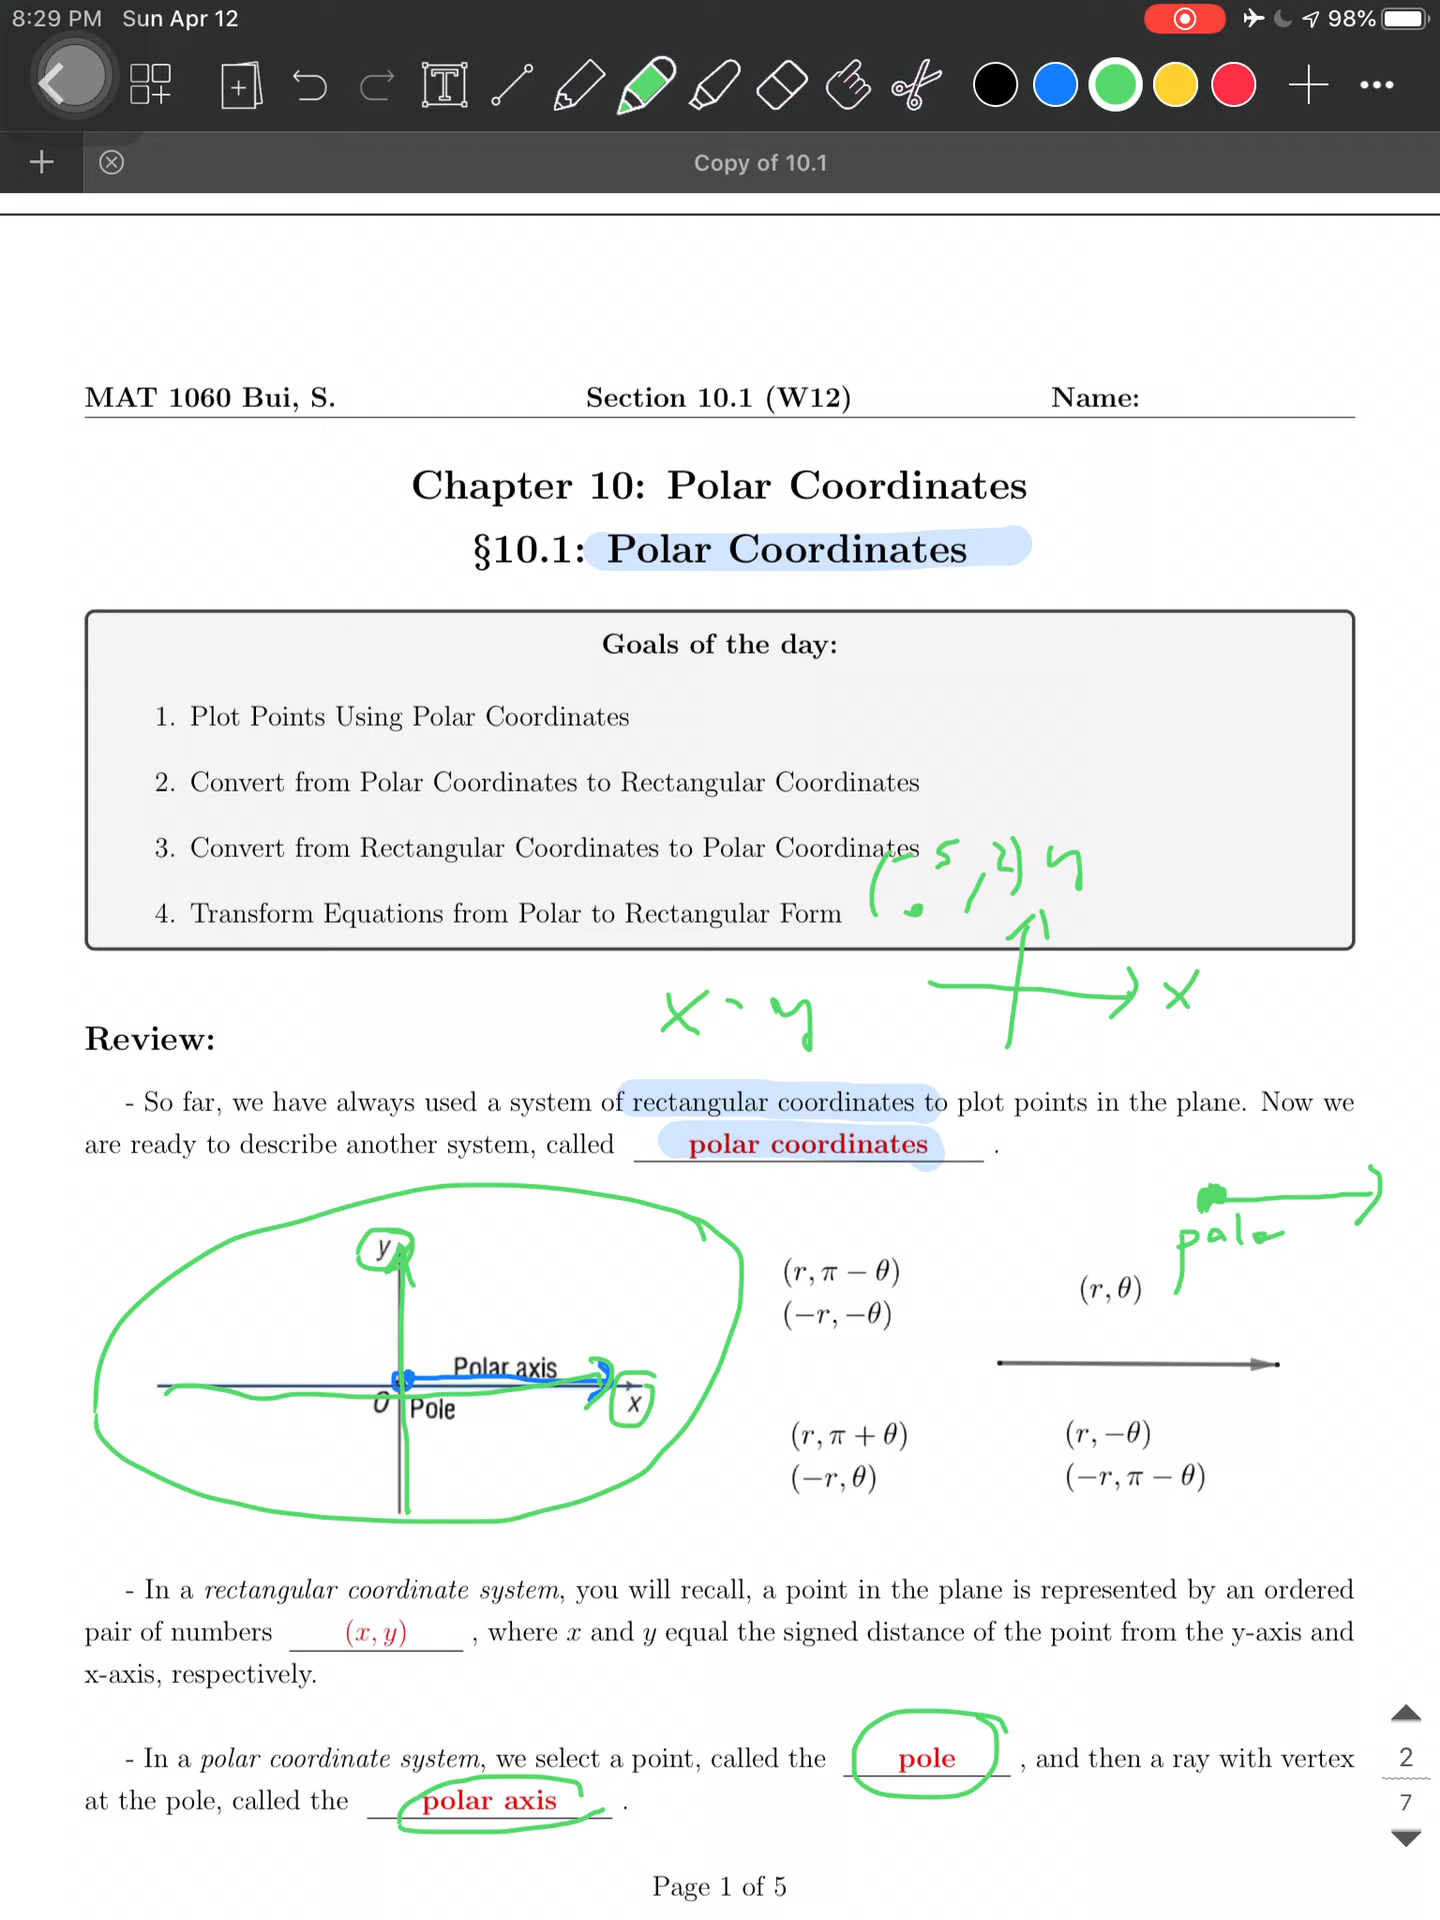 8:29 PM Sun Apr 12
98%
T
Copy of 10.1
MAT 1060 Bui, S. Section 10.1 (W12) Name:
Chapter 10: Polar Coordinates
§10.1: Polar Coordinates
Goals of the day:
1. Plot Points Using Polar Coordinates
2. Convert from Polar Coordinates to Rectangular Coordinates
3. Convert from Rectangular Coordinates to Polar Coordinates
(-5,2) y
4. Transform Equations from Polar to Rectangular Form
x - y
x
Review:
- So far, we have always used a system of rectangular coordinates to plot points in the plane. Now we
are ready to describe another system, called polar coordinates .
y
Polar axis
O Pole
x
(r, π − θ)
(−r, −θ)
(r, θ)
(r, π + θ)
(−r, θ)
(r, −θ)
(−r, π − θ)
- In a rectangular coordinate system, you will recall, a point in the plane is represented by an ordered
pair of numbers (x, y) , where x and y equal the signed distance of the point from the y-axis and
x-axis, respectively.
- In a polar coordinate system, we select a point, called the pole , and then a ray with vertex
at the pole, called the polar axis .
2
7
Page 1 of 5